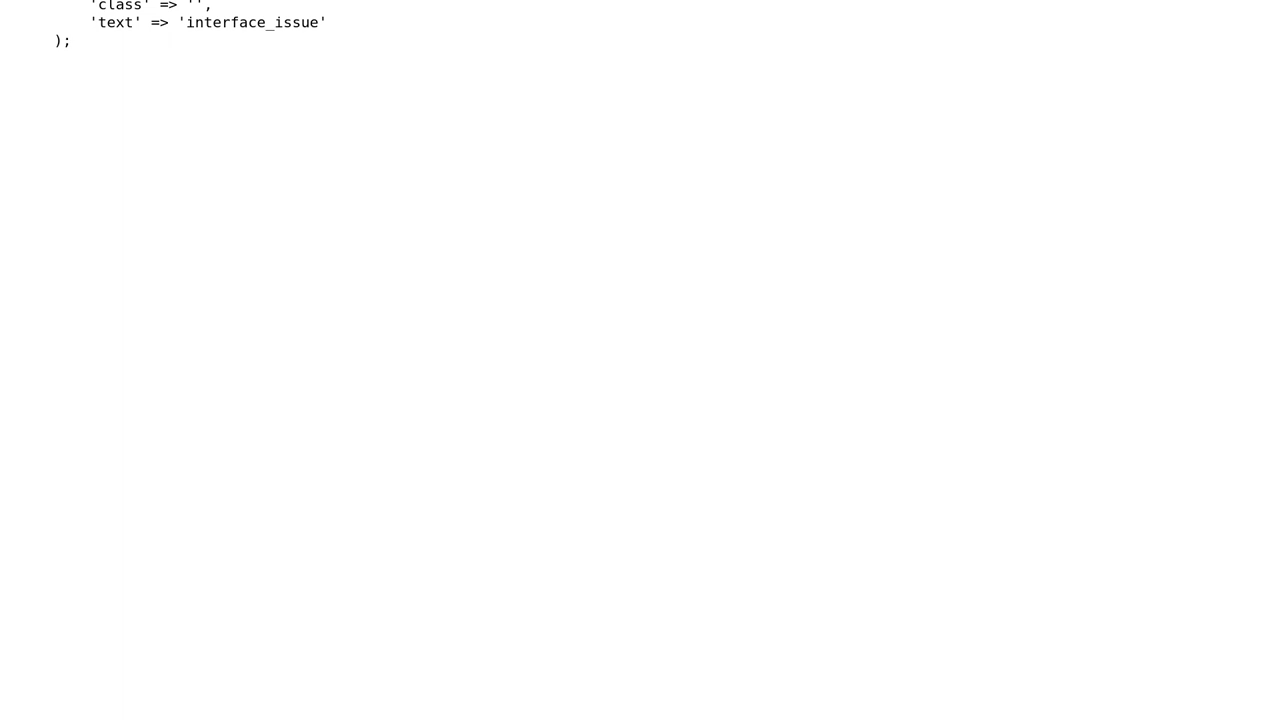 'class' => '',
'text' => 'interface_issue'
);